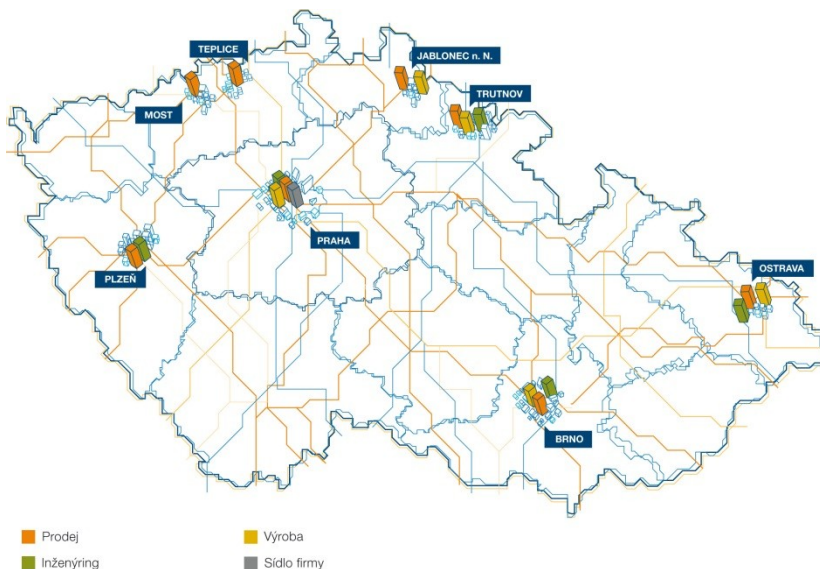 TEPLICE
JABLONEC n. N.
TRUTNOV
MOST
PRAHA
PLZEŇ
OSTRAVA
BRNO
Prodej
Výroba
Inženýring
Sídlo firmy